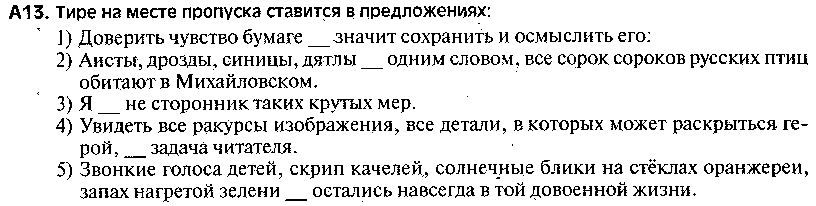 А13. Тире на месте пропуска ставится в предложениях:
1) Доверить чувство бумаге __ значит сохранить и осмыслить его:
2) Аисты, дрозды, синицы, дятлы __ одним словом, все сорок сороков русских птиц
обитают в Михайловском.
3) Я __ не сторонник таких крутых мер.
4) Увидеть все ракурсы изображения, все детали, в которых может раскрыться ге-
рой, __ задача читателя.
5) Звонкие голоса детей, скрип качелей, солнечные блики на стёклах оранжереи,
запах нагретой зелени __ остались навсегда в той довоенной жизни.